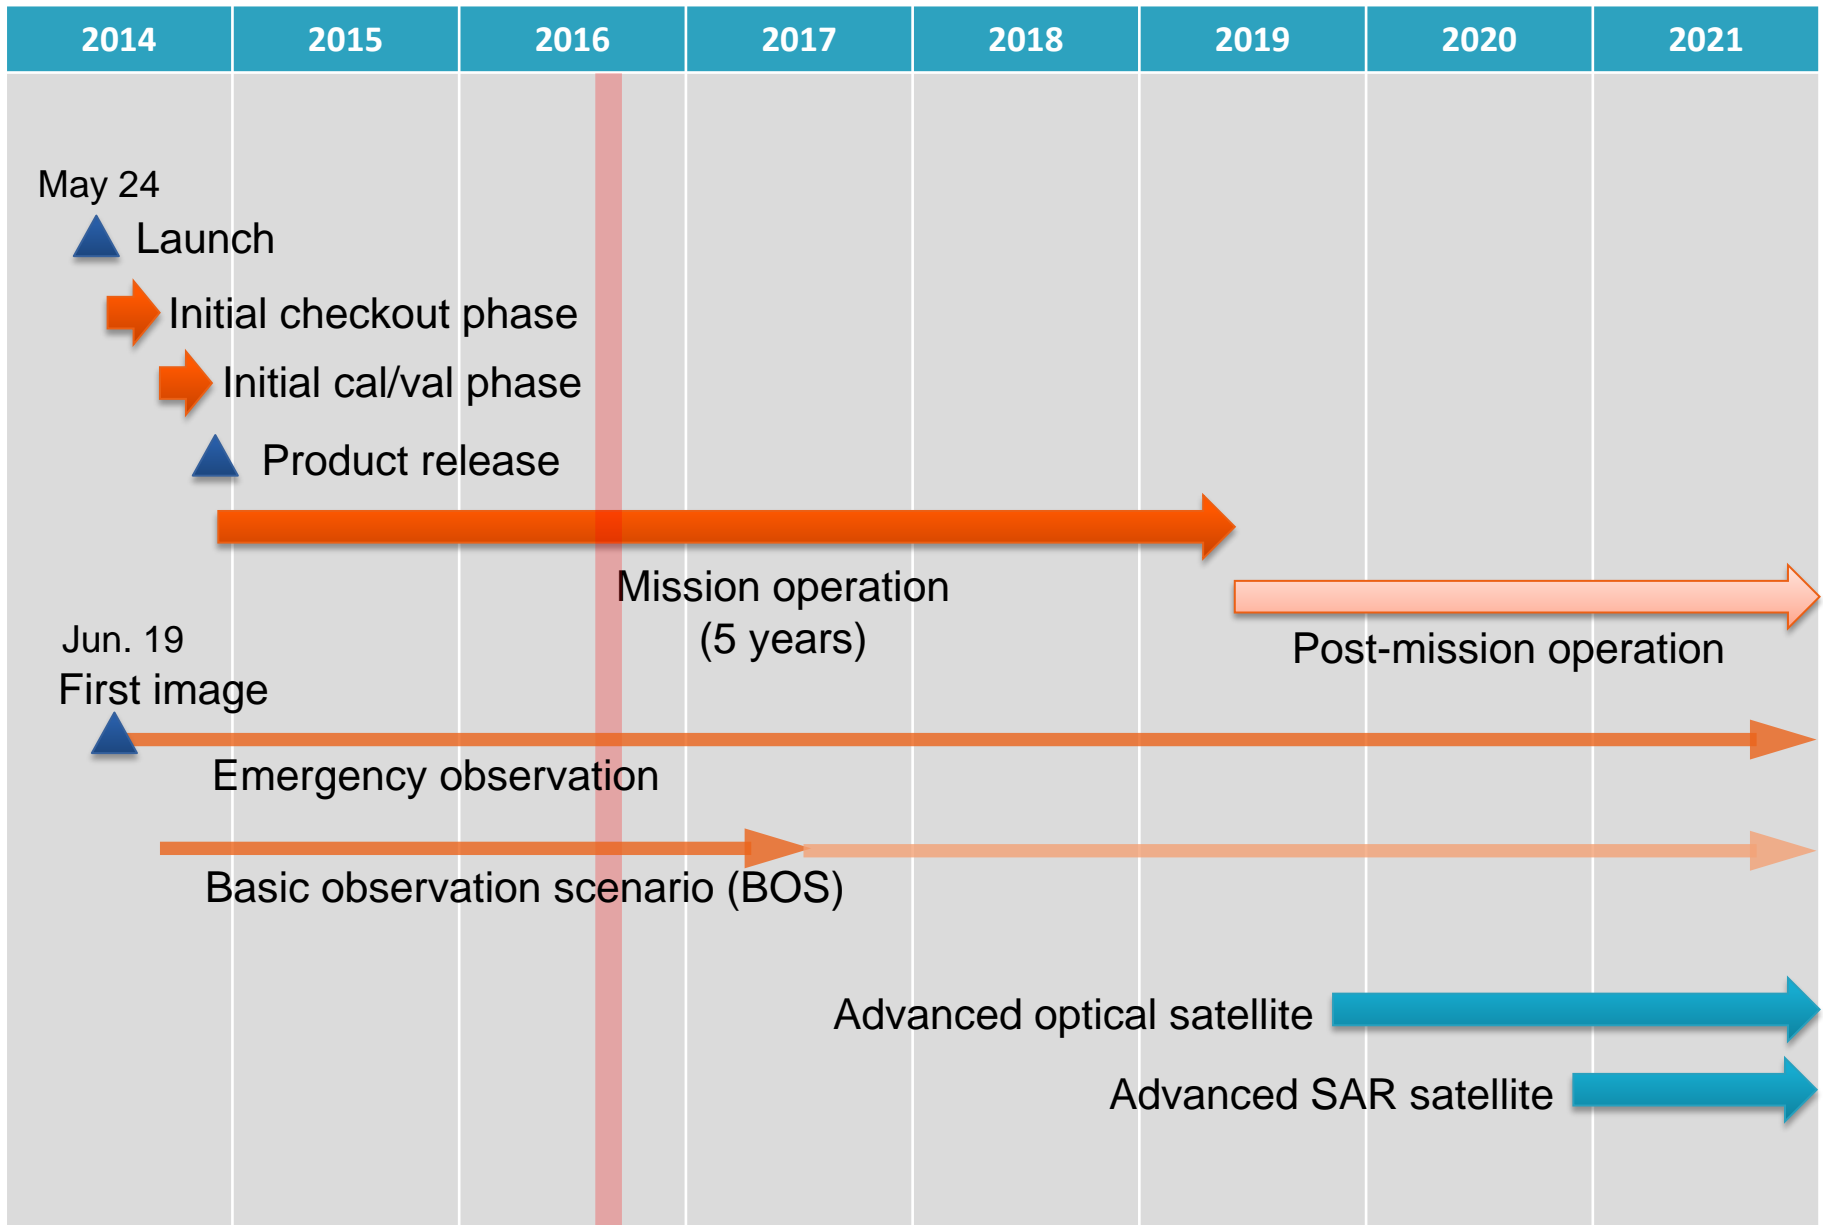 2014 2015 2016 2017 2018 2019 2020 2021
May 24
Launch
Initial checkout phase
Initial cal/val phase
Product release
Mission operation
(5 years)
Post-mission operation
Jun. 19
First image
Emergency observation
Basic observation scenario (BOS)
Advanced optical satellite
Advanced SAR satellite